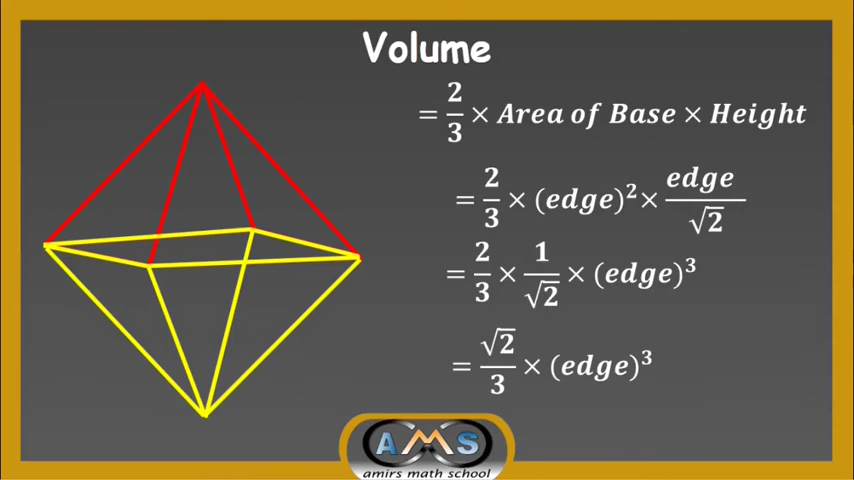 Volume
= 2/3 × Area of Base × Height
= 2/3 × (edge)² × edge/√2
= 2/3 × 1/√2 × (edge)³
= √2/3 × (edge)³
AMS
amirs math school